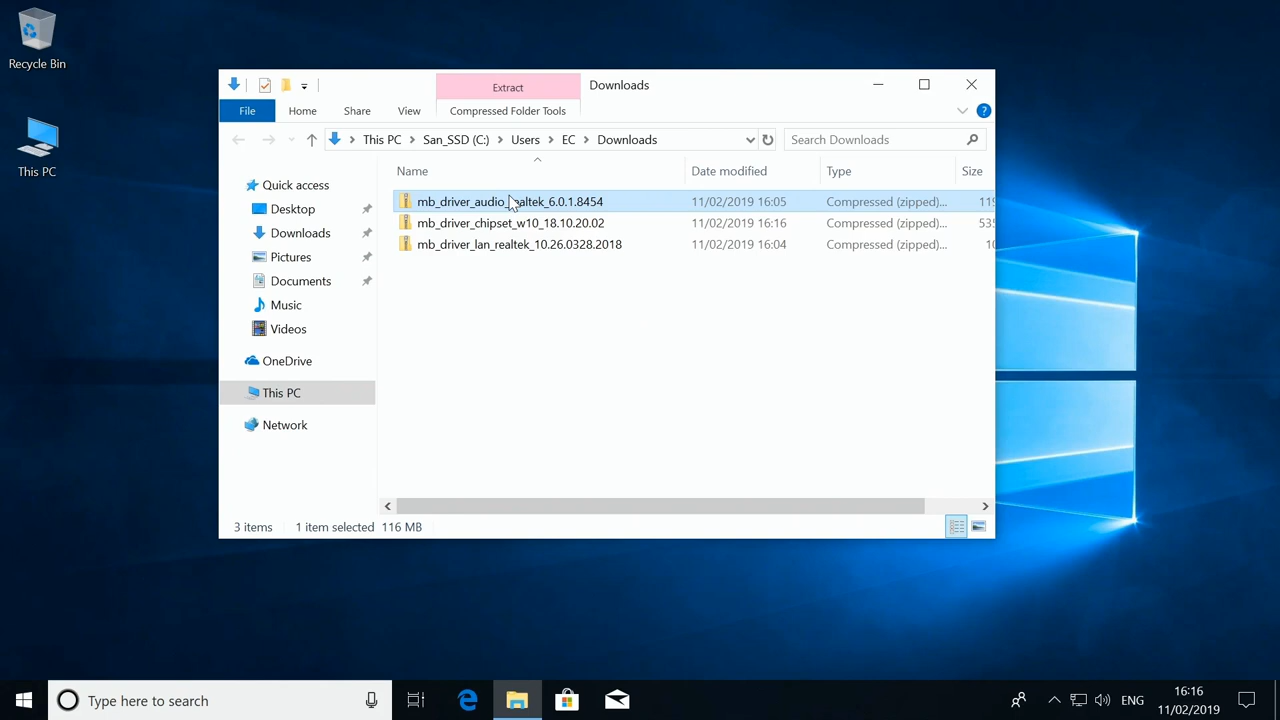 Recycle Bin
This PC
Extract
Downloads
File
Home
Share
View
Compressed Folder Tools
This PC
San_SSD (C:)
Users
EC
Downloads
Search Downloads
Name
Date modified
Type
Size
Quick access
Desktop
Downloads
Pictures
Documents
Music
Videos
OneDrive
This PC
Network
mb_driver_audio_realtek_6.0.1.8454 11/02/2019 16:05 Compressed (zipped)...
mb_driver_chipset_w10_18.10.20.02 11/02/2019 16:16 Compressed (zipped)...
mb_driver_lan_realtek_10.26.0328.2018 11/02/2019 16:04 Compressed (zipped)...
3 items 1 item selected 116 MB
Type here to search
ENG
16:16
11/02/2019